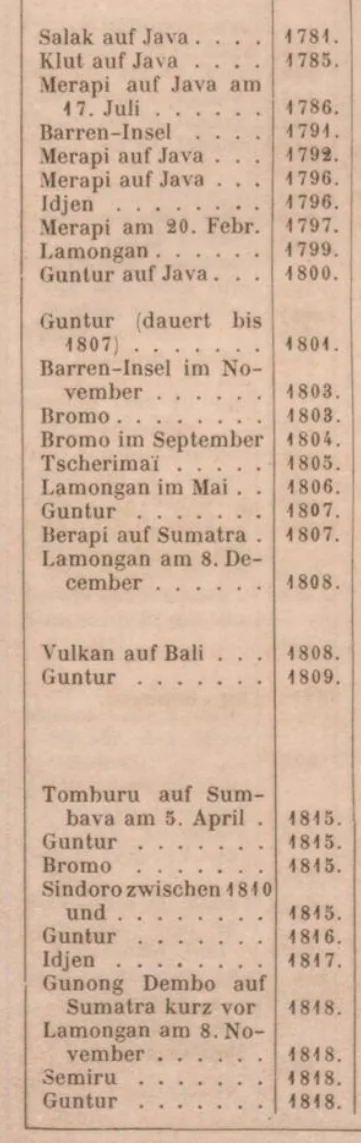 Salak auf Java . . . . 1781.
Klut auf Java . . . . 1785.
Merapi auf Java am
17. Juli . . . . . . 1786.
Barren-Insel . . . . 1791.
Merapi auf Java . . . 1792.
Merapi auf Java . . . 1796.
Idjen . . . . . . . . 1796.
Merapi am 20. Febr. 1797.
Lamongan . . . . . . 1799.
Guntur auf Java . . . 1800.
Guntur (dauert bis
1807) . . . . . . . 1801.
Barren-Insel im No-
vember . . . . . . 1803.
Bromo . . . . . . . . 1803.
Bromo im September 1804.
Tscherimaï . . . . . 1805.
Lamongan im Mai . . 1806.
Guntur . . . . . . . 1807.
Berapi auf Sumatra . 1807.
Lamongan am 8. De-
cember . . . . . . 1808.
Vulkan auf Bali . . . 1808.
Guntur . . . . . . . 1809.
Tomburu auf Sum-
bava am 5. April . 1815.
Guntur . . . . . . . 1815.
Bromo . . . . . . . 1815.
Sindoro zwischen 1810
und . . . . . . . . 1815.
Guntur . . . . . . . 1816.
Idjen . . . . . . . . 1817.
Gunong Dembo auf
Sumatra kurz vor 1818.
Lamongan am 8. No-
vember . . . . . . 1818.
Semiru . . . . . . . 1818.
Guntur . . . . . . . 1818.